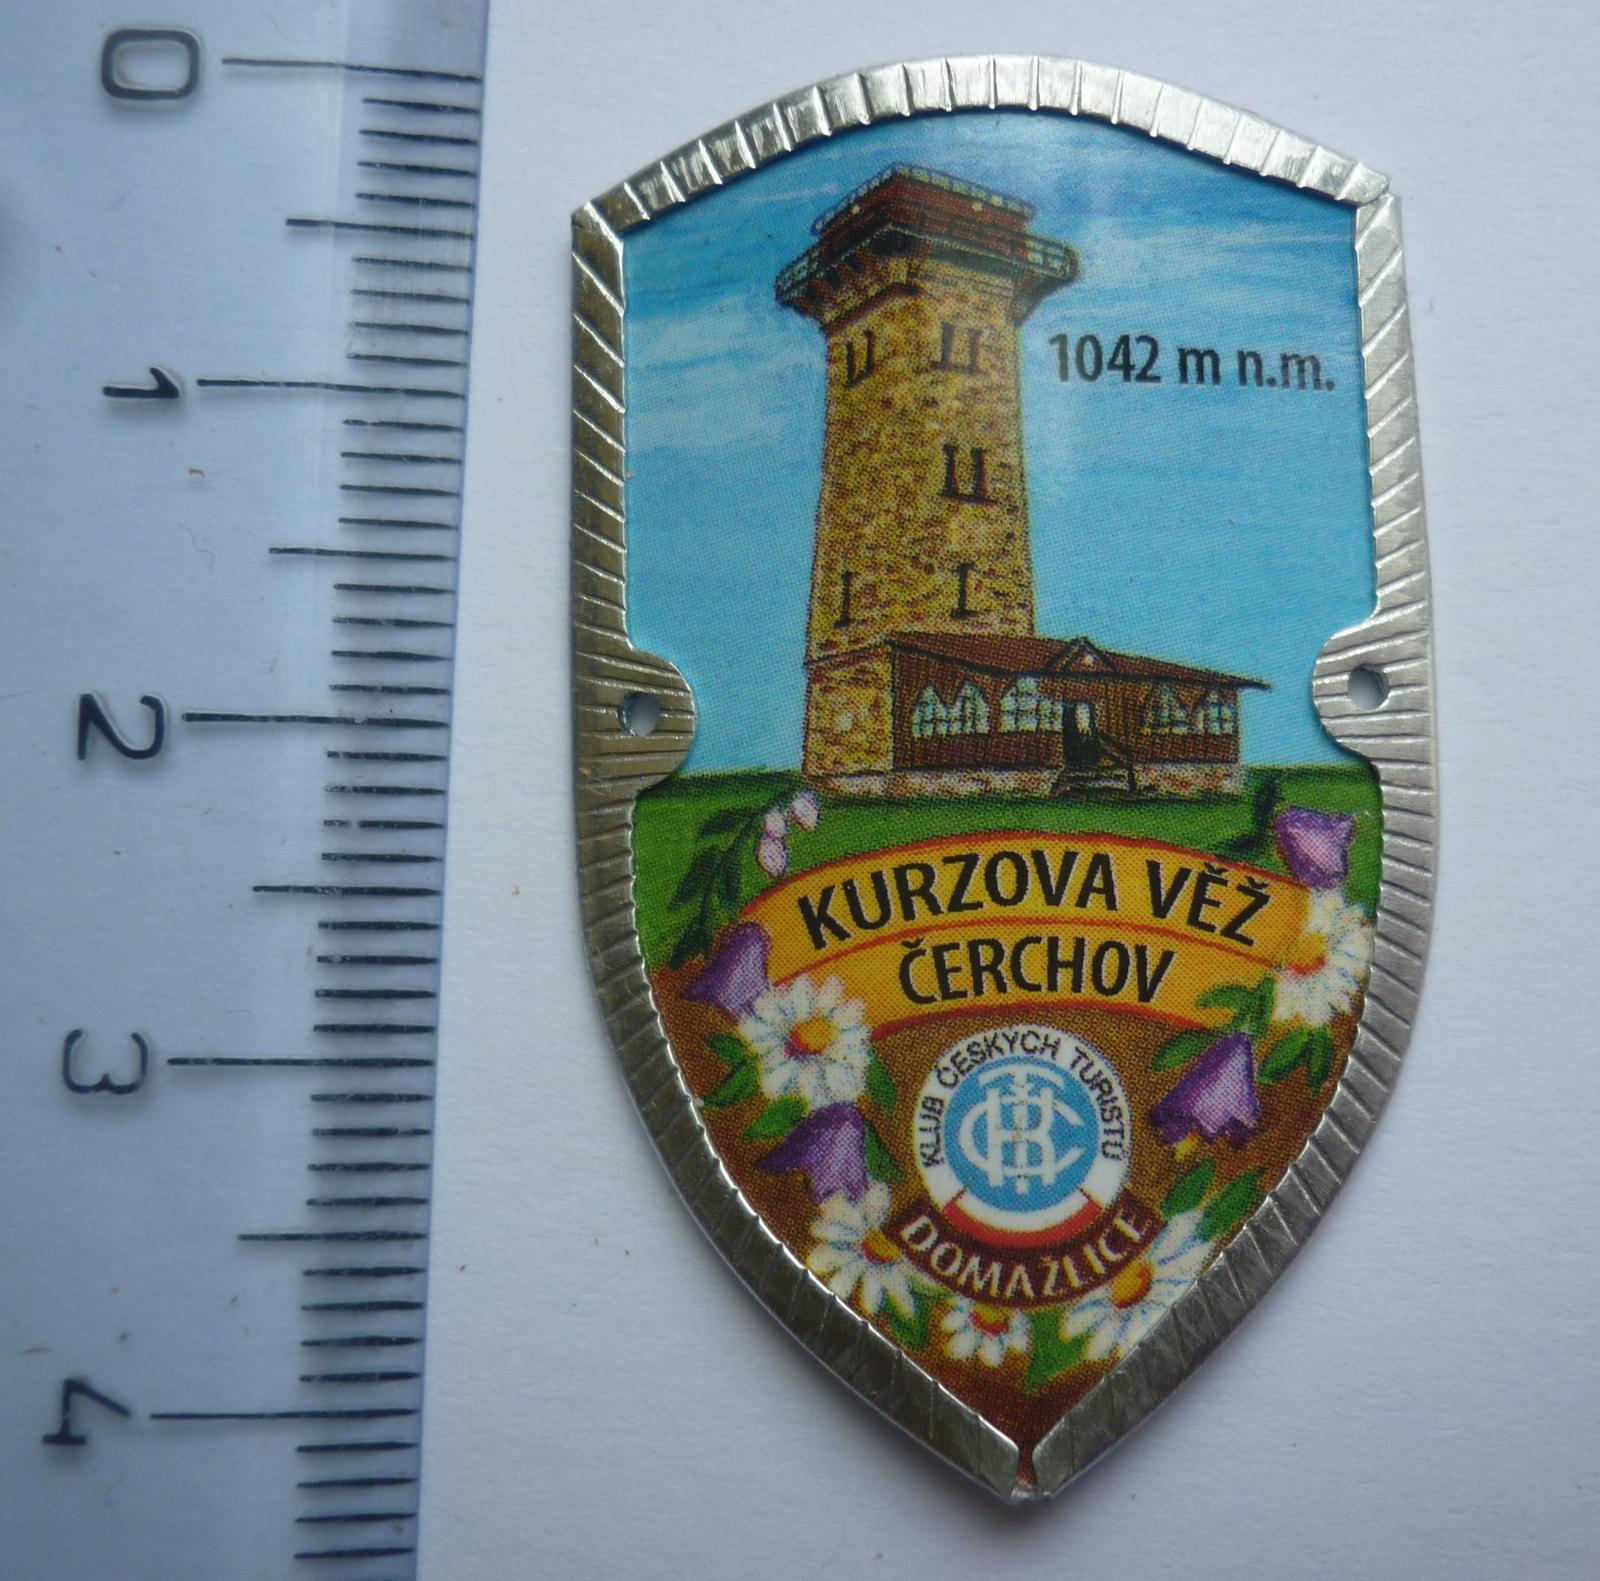 0
1
2
3
4
1042 m n.m.
KURZOVA VĚŽ
ČERCHOV
KLUB ČESKÝCH TURISTŮ
KČT
DOMAŽLICE